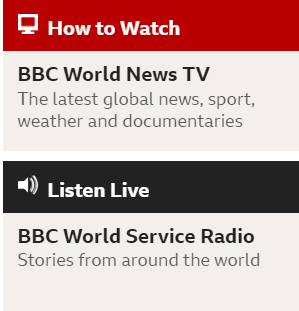 How to Watch
BBC World News TV
The latest global news, sport,
weather and documentaries
Listen Live
BBC World Service Radio
Stories from around the world